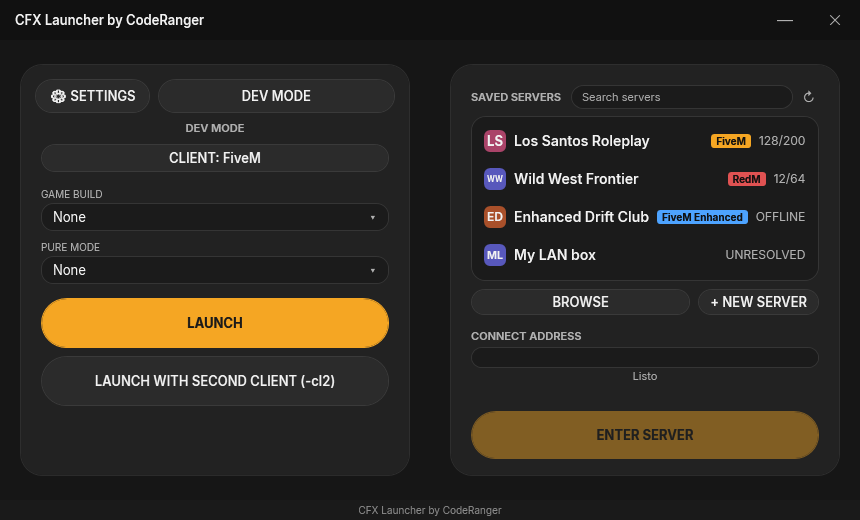 CFX Launcher by CodeRanger
SETTINGS
DEV MODE
DEV MODE
CLIENT: FiveM
GAME BUILD
None
PURE MODE
None
LAUNCH
LAUNCH WITH SECOND CLIENT (-cl2)
SAVED SERVERS
Search servers
LS Los Santos Roleplay FiveM 128/200
WW Wild West Frontier RedM 12/64
ED Enhanced Drift Club FiveM Enhanced OFFLINE
ML My LAN box UNRESOLVED
BROWSE
+ NEW SERVER
CONNECT ADDRESS
Listo
ENTER SERVER
CFX Launcher by CodeRanger